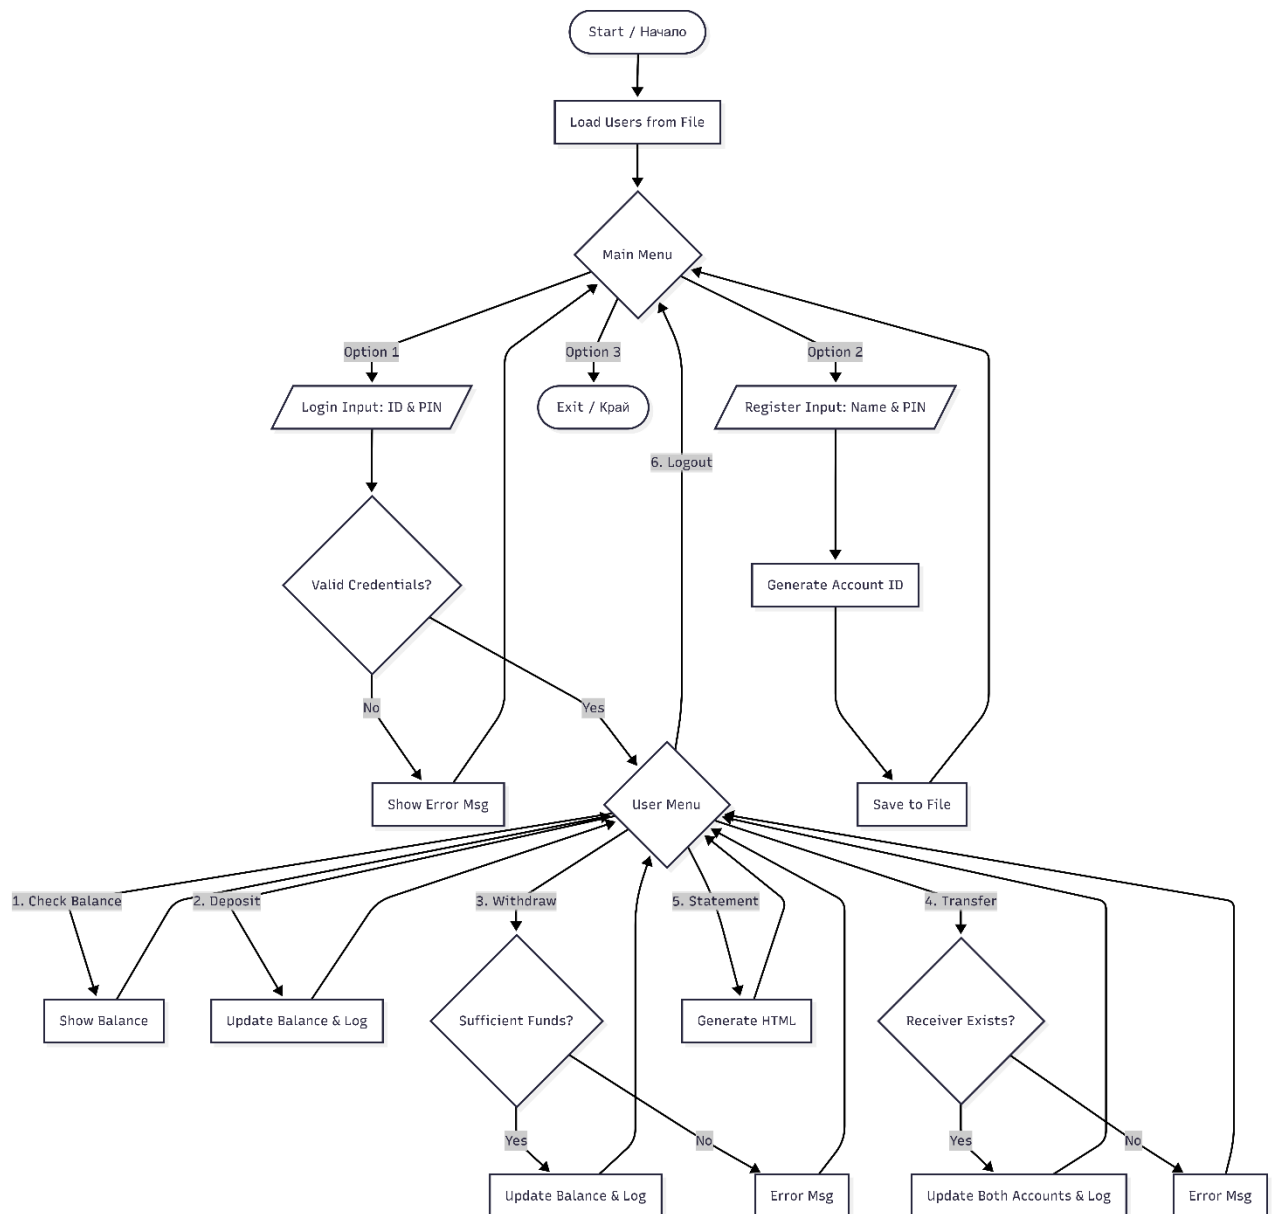 Start / Начало
Load Users from File
Main Menu
Option 1
Option 3
Option 2
Login Input: ID & PIN
Exit / Край
Register Input: Name & PIN
6. Logout
Valid Credentials?
Generate Account ID
No
Yes
Show Error Msg
User Menu
Save to File
1. Check Balance
2. Deposit
3. Withdraw
5. Statement
4. Transfer
Show Balance
Update Balance & Log
Sufficient Funds?
Generate HTML
Receiver Exists?
Yes
No
Yes
No
Update Balance & Log
Error Msg
Update Both Accounts & Log
Error Msg